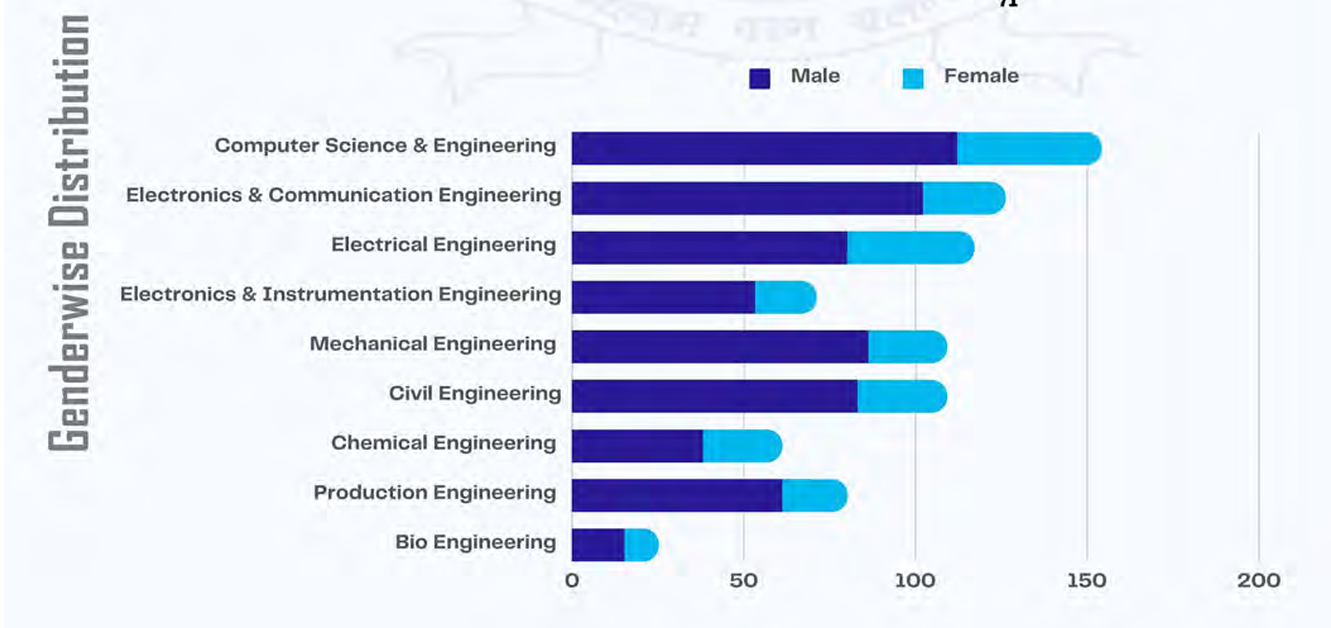 Genderwise Distribution
Male Female
Computer Science & Engineering
Electronics & Communication Engineering
Electrical Engineering
Electronics & Instrumentation Engineering
Mechanical Engineering
Civil Engineering
Chemical Engineering
Production Engineering
Bio Engineering
0 50 100 150 200